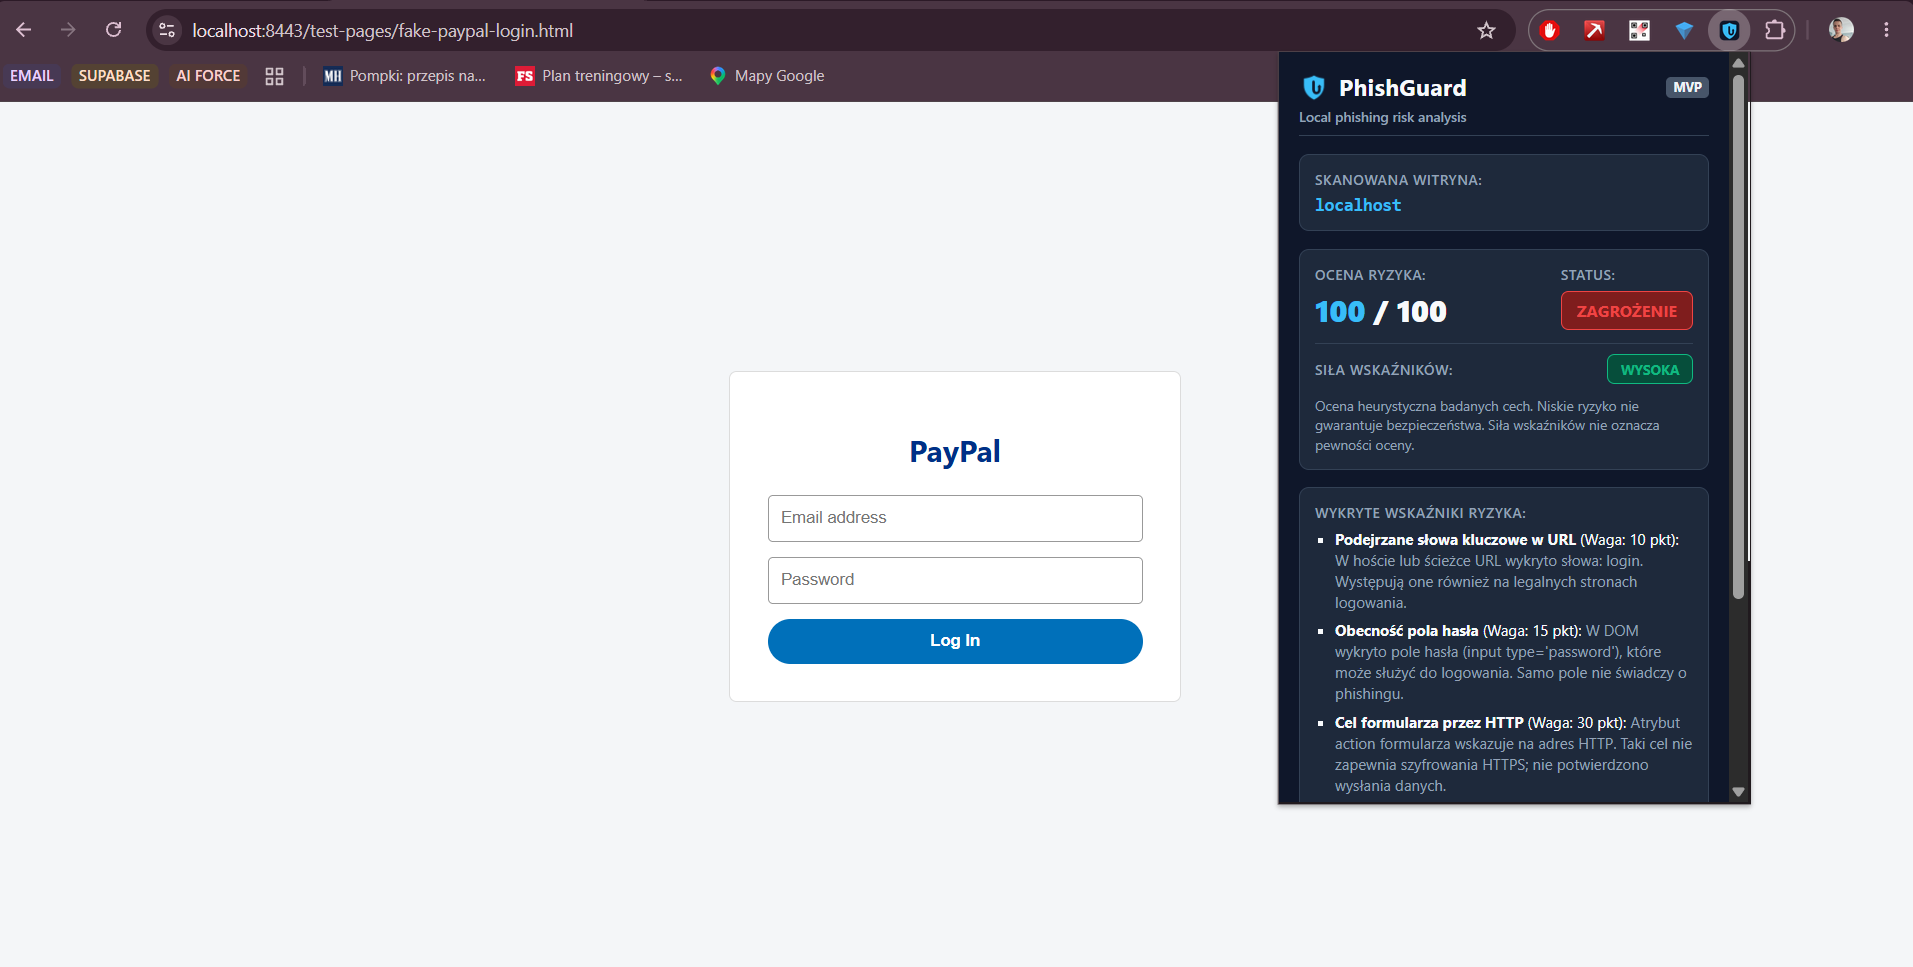 localhost:8443/test-pages/fake-paypal-login.html
EMAIL
SUPABASE
AI FORCE
MH Pompki: przepis na...
FS Plan treningowy – s...
Mapy Google
PhishGuard
MVP
Local phishing risk analysis
SKANOWANA WITRYNA:
localhost
OCENA RYZYKA:
STATUS:
100 / 100
ZAGROŻENIE
SIŁA WSKAŹNIKÓW:
WYSOKA
Ocena heurystyczna badanych cech. Niskie ryzyko nie
gwarantuje bezpieczeństwa. Siła wskaźników nie oznacza
pewności oceny.
WYKRYTE WSKAŹNIKI RYZYKA:
Podejrzane słowa kluczowe w URL (Waga: 10 pkt):
W hoście lub ścieżce URL wykryto słowa: login.
Występują one również na legalnych stronach
logowania.
Obecność pola hasła (Waga: 15 pkt): W DOM
wykryto pole hasła (input type='password'), które
może służyć do logowania. Samo pole nie świadczy o
phishingu.
Cel formularza przez HTTP (Waga: 30 pkt): Atrybut
action formularza wskazuje na adres HTTP. Taki cel nie
zapewnia szyfrowania HTTPS; nie potwierdzono
wysłania danych.
PayPal
Email address
Password
Log In